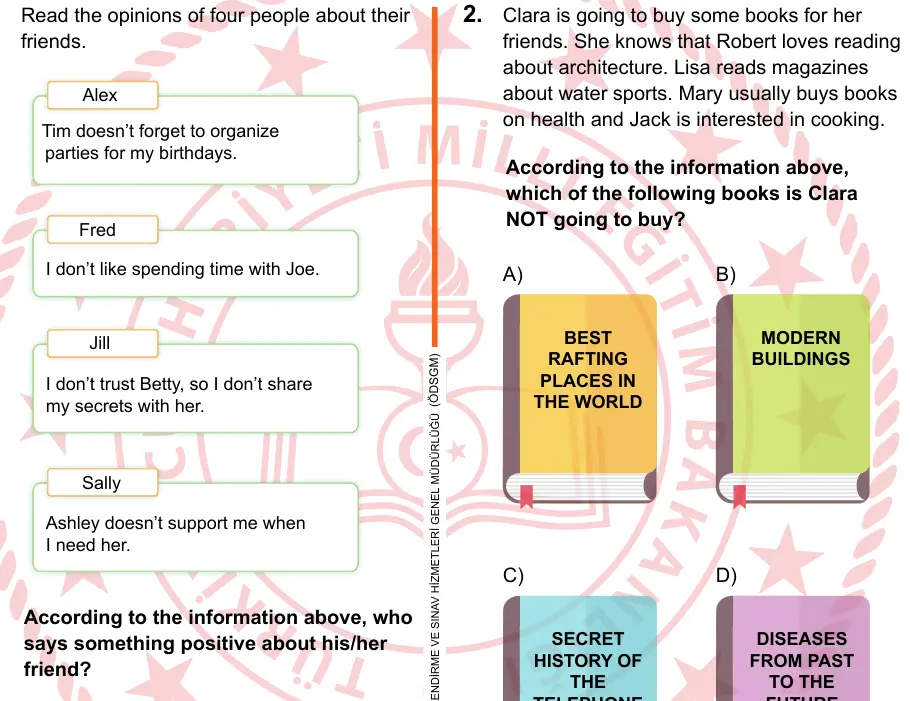 Read the opinions of four people about their
friends.
Alex
Tim doesn’t forget to organize
parties for my birthdays.
Fred
I don’t like spending time with Joe.
Jill
I don’t trust Betty, so I don’t share
my secrets with her.
Sally
Ashley doesn’t support me when
I need her.
According to the information above, who
says something positive about his/her
friend?
ENDİRME VE SINAV HİZMETLERİ GENEL MÜDÜRLÜĞÜ (ÖDSGM)
2. Clara is going to buy some books for her
friends. She knows that Robert loves reading
about architecture. Lisa reads magazines
about water sports. Mary usually buys books
on health and Jack is interested in cooking.
According to the information above,
which of the following books is Clara
NOT going to buy?
A)
BEST
RAFTING
PLACES IN
THE WORLD
B)
MODERN
BUILDINGS
C)
SECRET
HISTORY OF
THE
TELEPHONE
D)
DISEASES
FROM PAST
TO THE
FUTURE